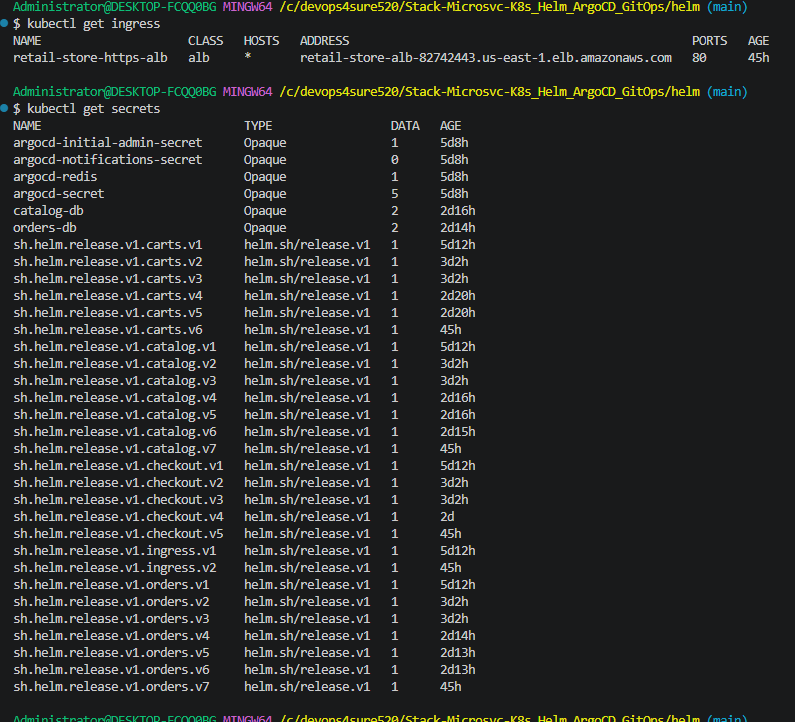 Administrator@DESKTOP-FCQQ0BG MINGW64 /c/devops4sure520/Stack-Microsvc-K8s_Helm_ArgoCD_GitOps/helm (main)
$ kubectl get ingress
NAME CLASS HOSTS ADDRESS PORTS AGE
retail-store-https-alb alb * retail-store-alb-82742443.us-east-1.elb.amazonaws.com 80 45h
Administrator@DESKTOP-FCQQ0BG MINGW64 /c/devops4sure520/Stack-Microsvc-K8s_Helm_ArgoCD_GitOps/helm (main)
$ kubectl get secrets
NAME TYPE DATA AGE
argocd-initial-admin-secret Opaque 1 5d8h
argocd-notifications-secret Opaque 0 5d8h
argocd-redis Opaque 1 5d8h
argocd-secret Opaque 5 5d8h
catalog-db Opaque 2 2d16h
orders-db Opaque 2 2d14h
sh.helm.release.v1.carts.v1 helm.sh/release.v1 1 5d12h
sh.helm.release.v1.carts.v2 helm.sh/release.v1 1 3d2h
sh.helm.release.v1.carts.v3 helm.sh/release.v1 1 3d2h
sh.helm.release.v1.carts.v4 helm.sh/release.v1 1 2d20h
sh.helm.release.v1.carts.v5 helm.sh/release.v1 1 2d20h
sh.helm.release.v1.carts.v6 helm.sh/release.v1 1 45h
sh.helm.release.v1.catalog.v1 helm.sh/release.v1 1 5d12h
sh.helm.release.v1.catalog.v2 helm.sh/release.v1 1 3d2h
sh.helm.release.v1.catalog.v3 helm.sh/release.v1 1 3d2h
sh.helm.release.v1.catalog.v4 helm.sh/release.v1 1 2d16h
sh.helm.release.v1.catalog.v5 helm.sh/release.v1 1 2d16h
sh.helm.release.v1.catalog.v6 helm.sh/release.v1 1 2d15h
sh.helm.release.v1.catalog.v7 helm.sh/release.v1 1 45h
sh.helm.release.v1.checkout.v1 helm.sh/release.v1 1 5d12h
sh.helm.release.v1.checkout.v2 helm.sh/release.v1 1 3d2h
sh.helm.release.v1.checkout.v3 helm.sh/release.v1 1 3d2h
sh.helm.release.v1.checkout.v4 helm.sh/release.v1 1 2d
sh.helm.release.v1.checkout.v5 helm.sh/release.v1 1 45h
sh.helm.release.v1.ingress.v1 helm.sh/release.v1 1 5d12h
sh.helm.release.v1.ingress.v2 helm.sh/release.v1 1 45h
sh.helm.release.v1.orders.v1 helm.sh/release.v1 1 5d12h
sh.helm.release.v1.orders.v2 helm.sh/release.v1 1 3d2h
sh.helm.release.v1.orders.v3 helm.sh/release.v1 1 3d2h
sh.helm.release.v1.orders.v4 helm.sh/release.v1 1 2d14h
sh.helm.release.v1.orders.v5 helm.sh/release.v1 1 2d13h
sh.helm.release.v1.orders.v6 helm.sh/release.v1 1 2d13h
sh.helm.release.v1.orders.v7 helm.sh/release.v1 1 45h
Administrator@DESKTOP-FCQQ0BG MINGW64 /c/devops4sure520/Stack-Microsvc-K8s_Helm_ArgoCD_GitOps/helm (main)